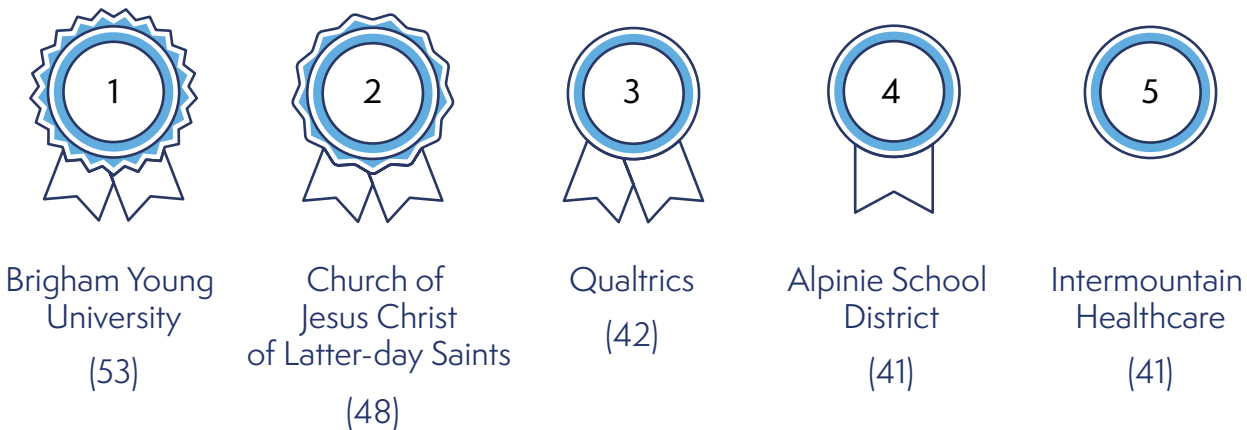 1
2
3
4
5
Brigham Young
University
(53)
Church of
Jesus Christ
of Latter-day Saints
(48)
Qualtrics
(42)
Alpinie School
District
(41)
Intermountain
Healthcare
(41)